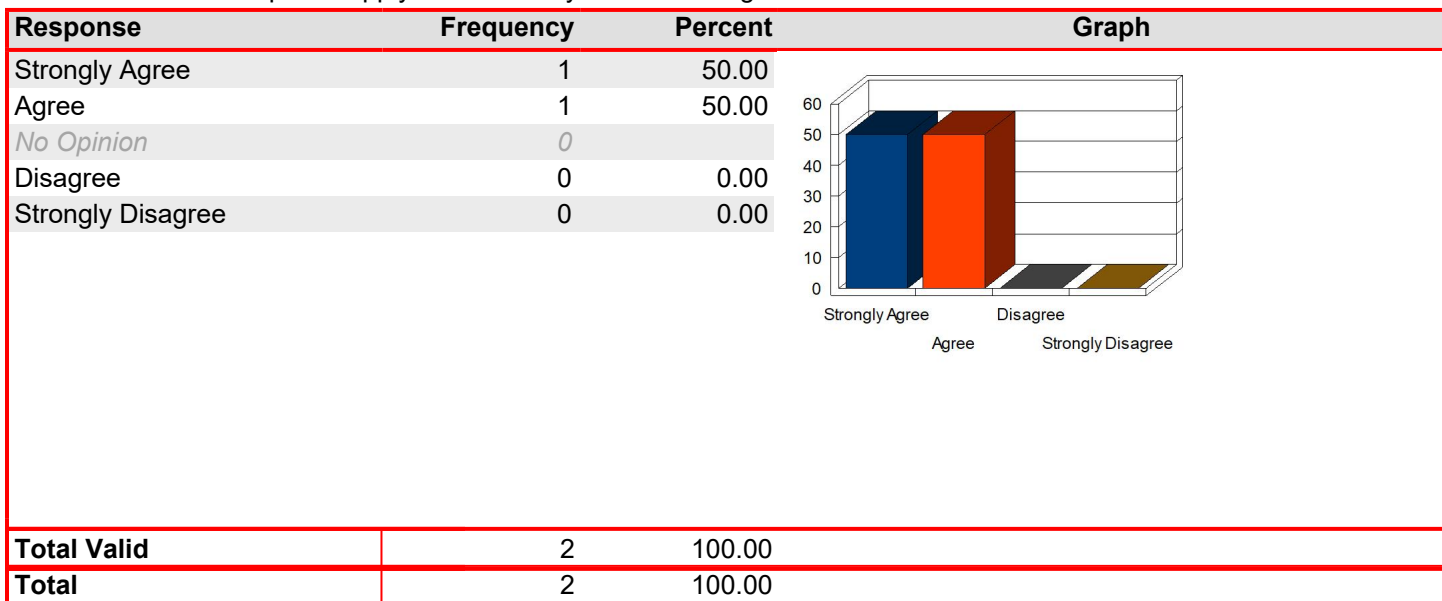 Response Frequency Percent Graph
Strongly Agree 1 50.00
Agree 1 50.00
No Opinion 0
Disagree 0 0.00
Strongly Disagree 0 0.00
60
50
40
30
20
10
0
Strongly Agree Disagree
Agree Strongly Disagree
Total Valid 2 100.00
Total 2 100.00